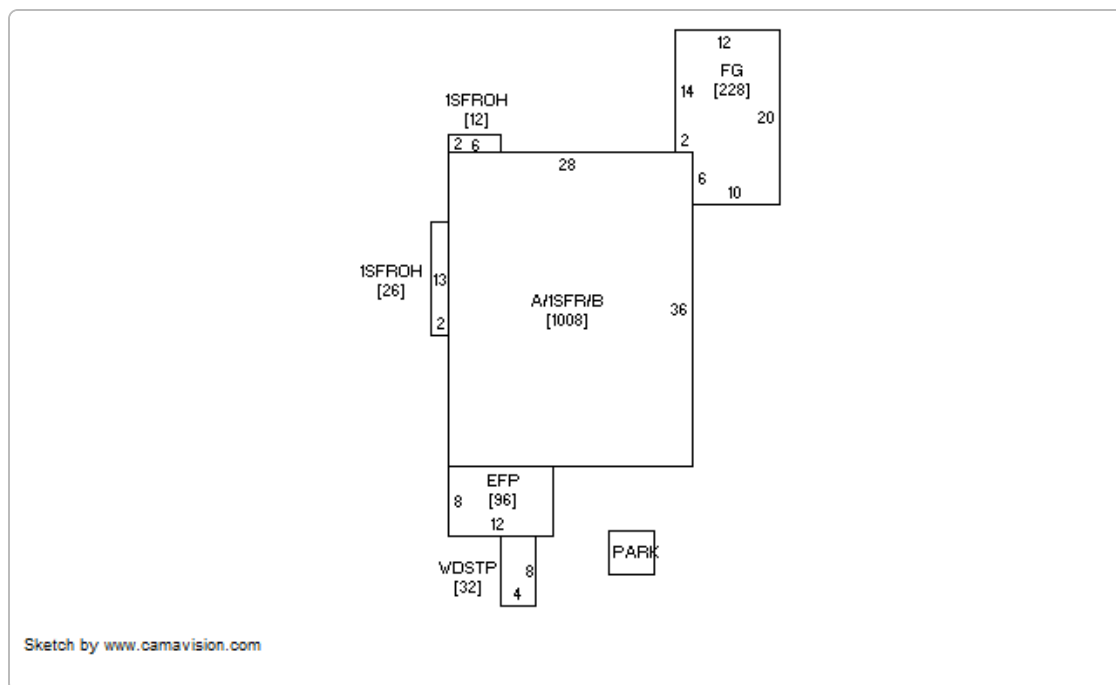 12
FG
[228]
14
20
1SFROH
[12]
2 6
2
28
6
10
1SFROH
[26]
13
2
A/1SFR/B
[1008]
36
EFP
[96]
8
12
PARK
WDSTP
[32]
8
4
Sketch by www.camavision.com